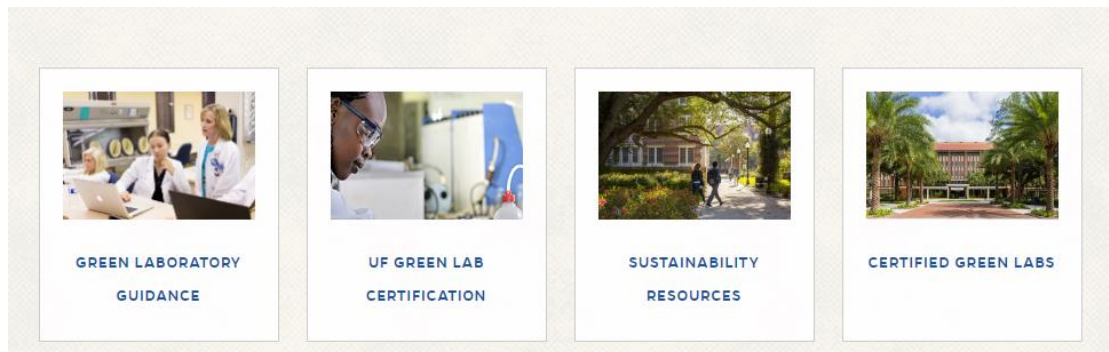 GREEN LABORATORY
GUIDANCE
UF GREEN LAB
CERTIFICATION
SUSTAINABILITY
RESOURCES
CERTIFIED GREEN LABS